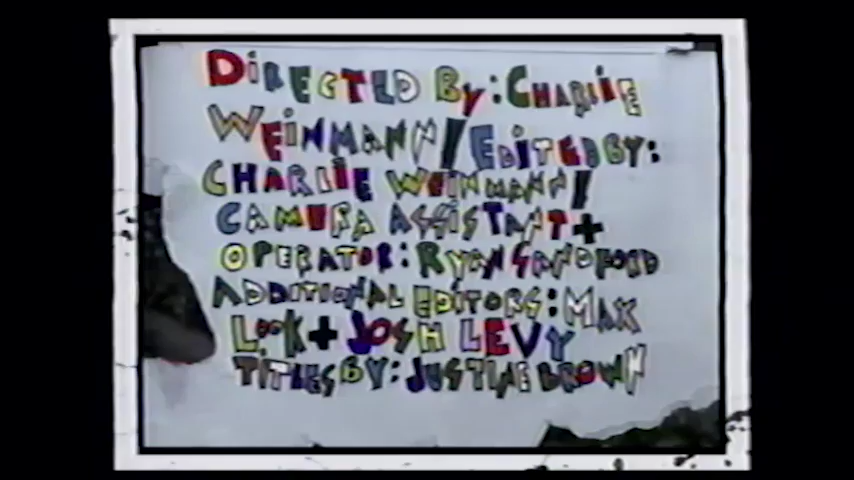 DIRECTED BY: CHARLIE
WEINMANN / EDITED BY:
CHARLIE WEINMANN /
CAMERA ASSISTANT +
OPERATOR: RYAN SANDFORD
ADDITIONAL EDITORS: MAX
LOOK + JOSH LEVY
TITLES BY: JUSTINE BROWN